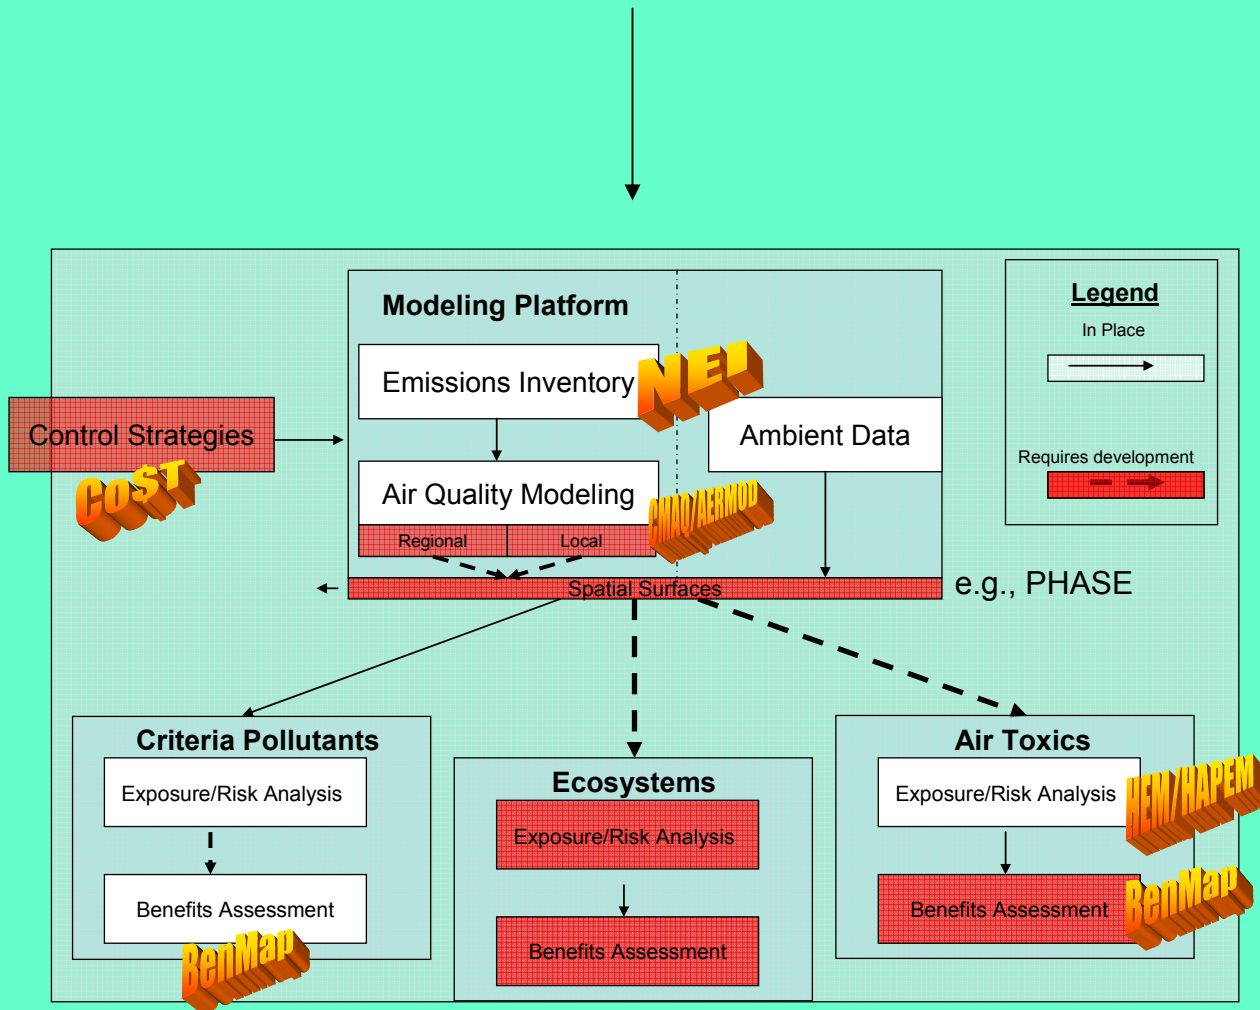 Modeling Platform
Legend
In Place
Emissions Inventory
NEI
Control Strategies
Co$T
Ambient Data
Requires development
Air Quality Modeling
CMAQ/AERMOD
Regional
Local
Spatial Surfaces
e.g., PHASE
Criteria Pollutants
Exposure/Risk Analysis
Benefits Assessment
BenMap
Ecosystems
Exposure/Risk Analysis
Benefits Assessment
Air Toxics
Exposure/Risk Analysis
HEM/HAPEM
Benefits Assessment
BenMap